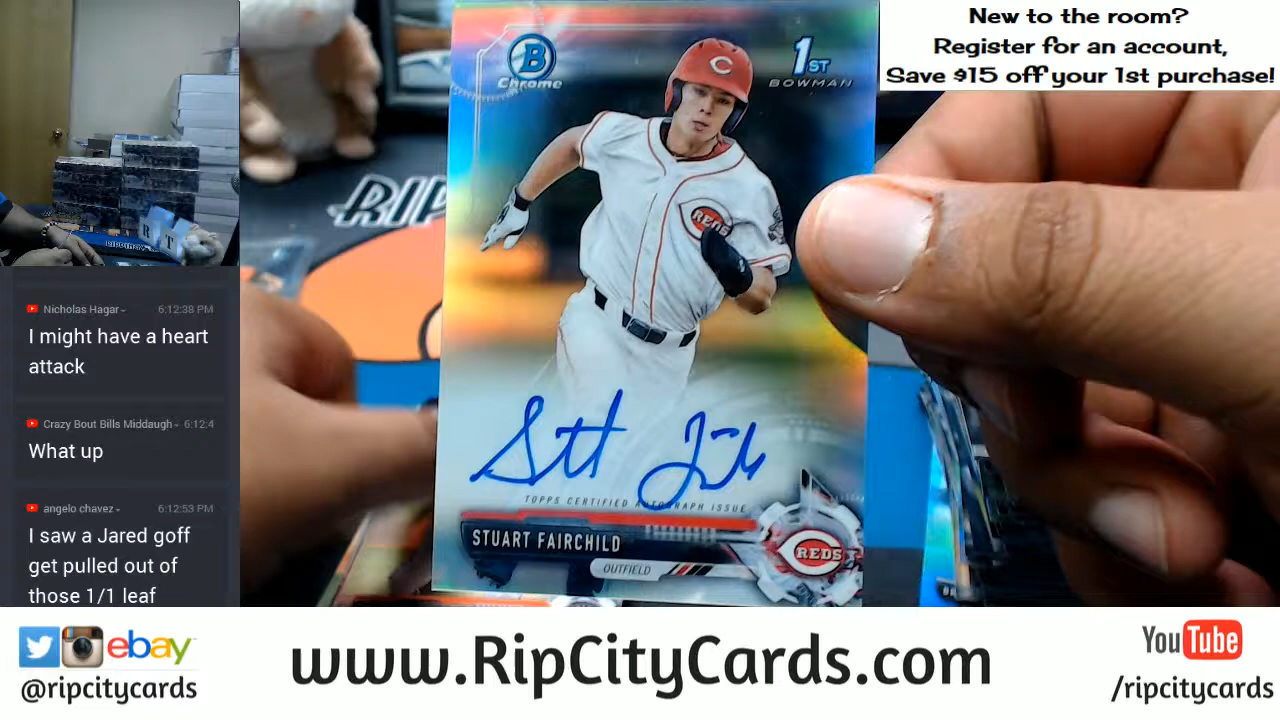 New to the room?
Register for an account,
Save $15 off your 1st purchase!
B
Chrome
1ST
BOWMAN
C
REDS
RIP
R T
Nicholas Hagar 6:12:38 PM
I might have a heart
attack
Crazy Bout Bills Middaugh 6:12:4
What up
angelo chavez 6:12:53 PM
I saw a Jared goff
get pulled out of
those 1/1 leaf
TOPPS CERTIFIED AUTOGRAPH ISSUE
STUART FAIRCHILD
OUTFIELD
REDS
ebay
@ripcitycards
www.RipCityCards.com
YouTube
/ripcitycards